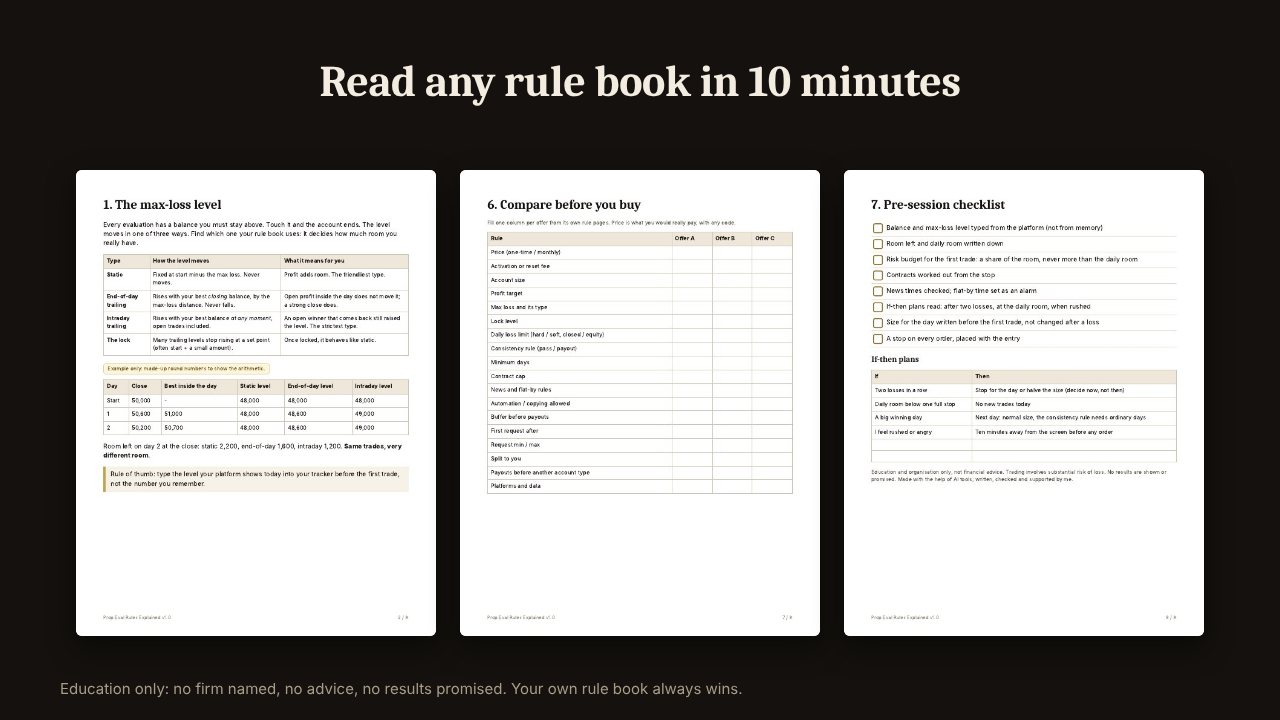 Read any rule book in 10 minutes
1. The max-loss level
Every evaluation has a balance you must stay above. Touch it and the account ends. The level
moves in one of three ways. Find which one your rule book uses: it decides how much room you
really have.
Type How the level moves What it means for you
Static Fixed at start minus the max loss. Never moves. Profit adds room. The friendliest type.
End-of-day trailing Rises with your best closing balance, by the max-loss distance. Never falls. Open profit inside the day does not move it; a strong close does.
Intraday trailing Rises with your best balance at any moment, open trades included. An open winner that comes back still raised the level. The strictest type.
The lock Many trailing levels stop rising at a set point (often start + a small amount). Once locked, it behaves like static.
Example only: made-up round numbers to show the arithmetic.
Day Close Best inside the day Static level End-of-day level Intraday level
Start 50,000 - 48,000 48,000 48,000
1 50,600 51,000 48,000 48,600 49,000
2 50,200 50,700 48,000 48,600 49,000
Room left on day 2 at the close: static 2,200, end-of-day 1,600, intraday 1,200. Same trades, very
different room.
Rule of thumb: type the level your platform shows today into your tracker before the first trade,
not the number you remember.
Prop Eval Rules Explained v1.0
6. Compare before you buy
Fill one column per offer from its own rule pages. Price is what you would really pay, with any code.
Rule Offer A Offer B Offer C
Price (one-time / monthly)
Activation or reset fee
Account size
Profit target
Max loss and its type
Lock level
Daily loss limit (hard / soft, closed / equity)
Consistency rule (pass / payout)
Minimum days
Contract cap
News and flat-by rules
Automation / copying allowed
Buffer before payouts
First request after
Request min / max
Split to you
Payouts before another account type
Platforms and data
Prop Eval Rules Explained v1.0
7. Pre-session checklist
Balance and max-loss level typed from the platform (not from memory)
Room left and daily room written down
Risk budget for the first trade: a share of the room, never more than the daily room
Contracts worked out from the stop
News times checked; flat-by time set as an alarm
If-then plans read: after two losses, at the daily room, when rushed
Size for the day written before the first trade, not changed after a loss
A stop on every order, placed with the entry
If-then plans
If Then
Two losses in a row Stop for the day or halve the size (decide now, not then)
Daily room below one full stop No new trades today
A big winning day Next day: normal size, the consistency rule needs ordinary days
I feel rushed or angry Ten minutes away from the screen before any order
Education and organisation only, not financial advice. Trading involves substantial risk of loss. No results are shown or
promised. Made with the help of AI tools, written, checked and supported by me.
Prop Eval Rules Explained v1.0
Education only: no firm named, no advice, no results promised. Your own rule book always wins.